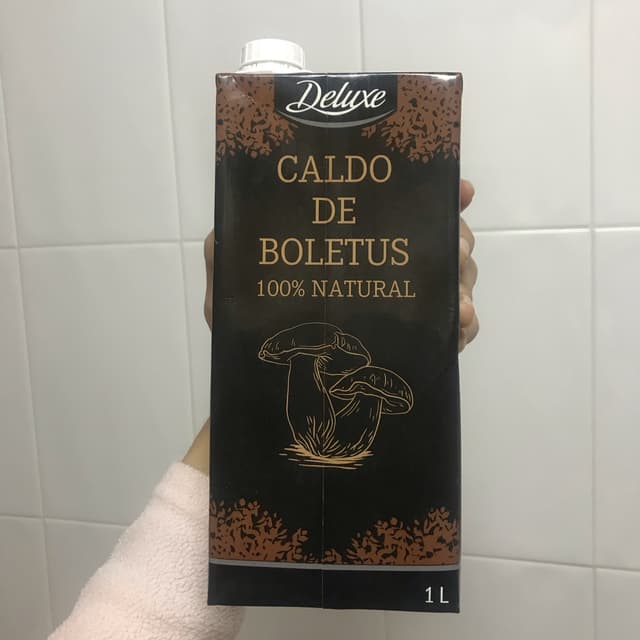 Deluxe
CALDO
DE
BOLETUS
100% NATURAL
1 L